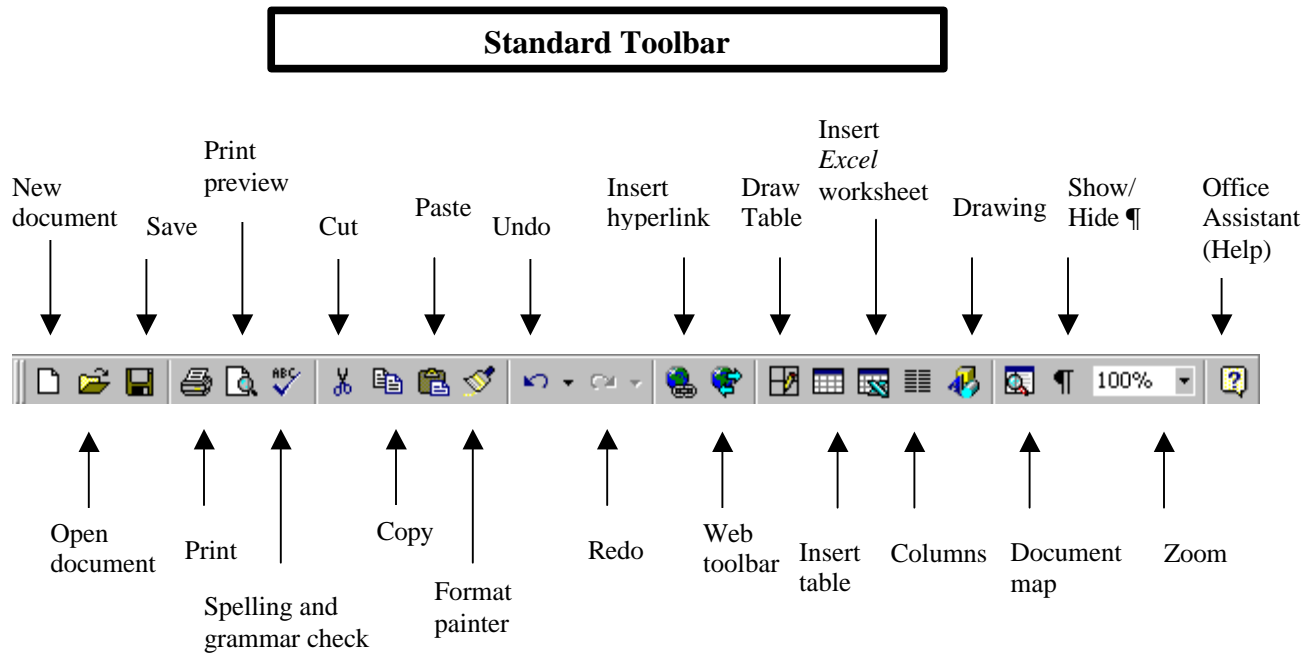 Standard Toolbar
New
document
Save
Print
preview
Cut
Paste
Undo
Insert
hyperlink
Draw
Table
Insert
Excel
worksheet
Drawing
Show/
Hide ¶
Office
Assistant
(Help)
ABC
¶
100%
?
Open
document
Print
Spelling and
grammar check
Copy
Format
painter
Redo
Web
toolbar
Insert
table
Columns
Document
map
Zoom